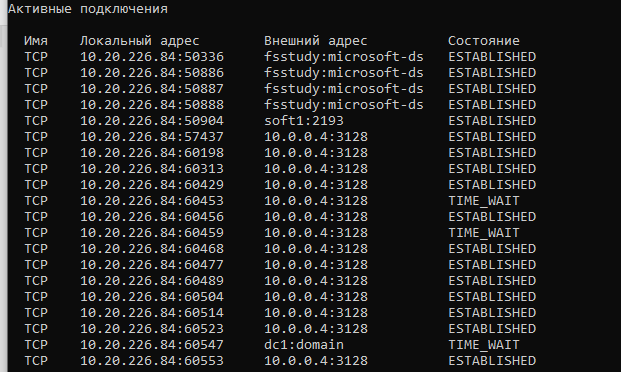 Активные подключения
Имя Локальный адрес Внешний адрес Состояние
TCP 10.20.226.84:50336 fsstudy:microsoft-ds ESTABLISHED
TCP 10.20.226.84:50886 fsstudy:microsoft-ds ESTABLISHED
TCP 10.20.226.84:50887 fsstudy:microsoft-ds ESTABLISHED
TCP 10.20.226.84:50888 fsstudy:microsoft-ds ESTABLISHED
TCP 10.20.226.84:50904 soft1:2193 ESTABLISHED
TCP 10.20.226.84:57437 10.0.0.4:3128 ESTABLISHED
TCP 10.20.226.84:60198 10.0.0.4:3128 ESTABLISHED
TCP 10.20.226.84:60313 10.0.0.4:3128 ESTABLISHED
TCP 10.20.226.84:60429 10.0.0.4:3128 ESTABLISHED
TCP 10.20.226.84:60453 10.0.0.4:3128 TIME_WAIT
TCP 10.20.226.84:60456 10.0.0.4:3128 ESTABLISHED
TCP 10.20.226.84:60459 10.0.0.4:3128 TIME_WAIT
TCP 10.20.226.84:60468 10.0.0.4:3128 ESTABLISHED
TCP 10.20.226.84:60477 10.0.0.4:3128 ESTABLISHED
TCP 10.20.226.84:60489 10.0.0.4:3128 ESTABLISHED
TCP 10.20.226.84:60504 10.0.0.4:3128 ESTABLISHED
TCP 10.20.226.84:60514 10.0.0.4:3128 ESTABLISHED
TCP 10.20.226.84:60523 10.0.0.4:3128 ESTABLISHED
TCP 10.20.226.84:60547 dc1:domain TIME_WAIT
TCP 10.20.226.84:60553 10.0.0.4:3128 ESTABLISHED